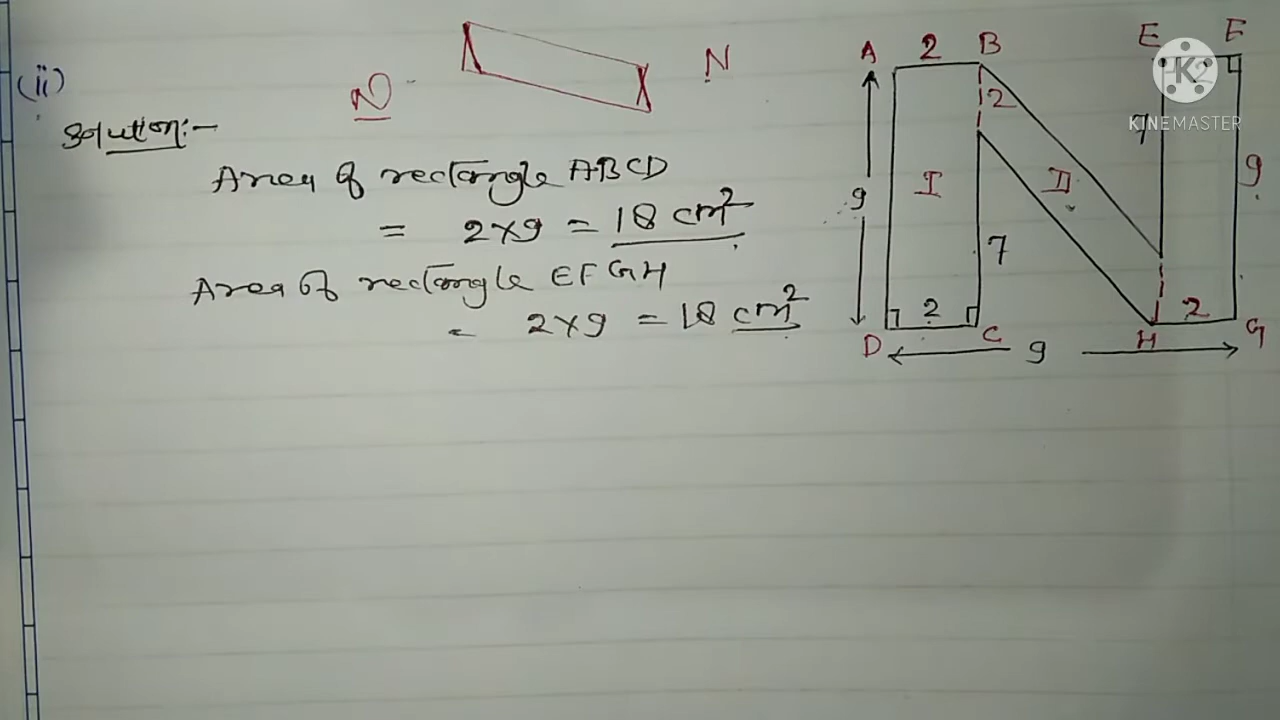 (ii)
N
N
Solution:-
Area of rectangle ABCD
= 2×9 = 18 cm²
Area of rectangle EFGH
= 2×9 = 18 cm²
A 2 B E F
2
K2
KINEMASTER
7
9 I II 9
7
2 2
D C H G
9